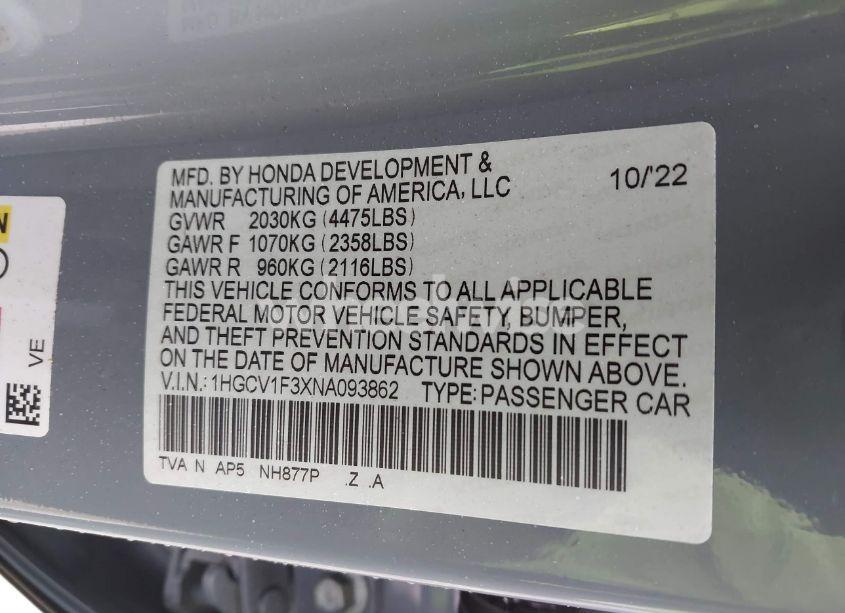 MFD. BY HONDA DEVELOPMENT &
MANUFACTURING OF AMERICA, LLC 10/'22
GVWR 2030KG (4475LBS)
GAWR F 1070KG (2358LBS)
GAWR R 960KG (2116LBS)
THIS VEHICLE CONFORMS TO ALL APPLICABLE
FEDERAL MOTOR VEHICLE SAFETY, BUMPER,
AND THEFT PREVENTION STANDARDS IN EFFECT
ON THE DATE OF MANUFACTURE SHOWN ABOVE.
V.I.N.: 1HGCV1F3XNA093862 TYPE: PASSENGER CAR
TVA N AP5 NH877P .Z .A
N
VE